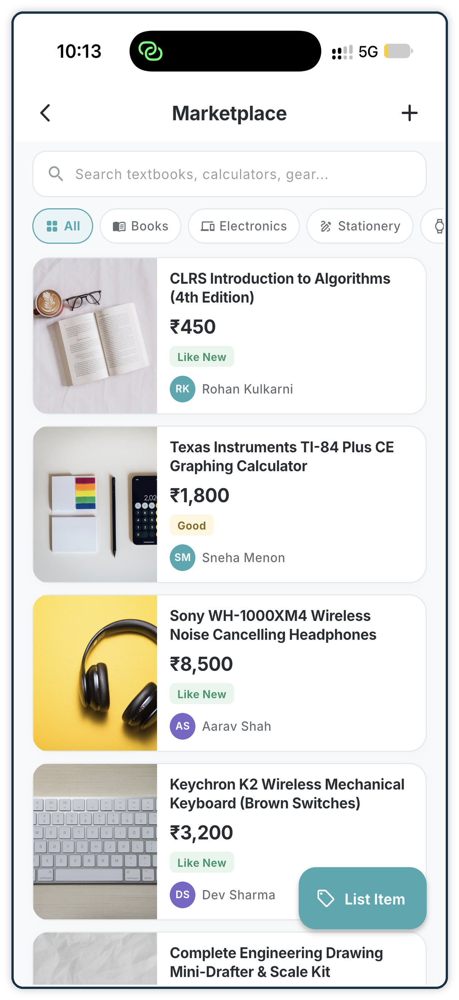 10:13
5G
Marketplace
Search textbooks, calculators, gear...
All
Books
Electronics
Stationery
CLRS Introduction to Algorithms
(4th Edition)
₹450
Like New
RK
Rohan Kulkarni
Texas Instruments TI-84 Plus CE
Graphing Calculator
₹1,800
Good
SM
Sneha Menon
Sony WH-1000XM4 Wireless
Noise Cancelling Headphones
₹8,500
Like New
AS
Aarav Shah
Keychron K2 Wireless Mechanical
Keyboard (Brown Switches)
₹3,200
Like New
DS
Dev Sharma
List Item
Complete Engineering Drawing
Mini-Drafter & Scale Kit